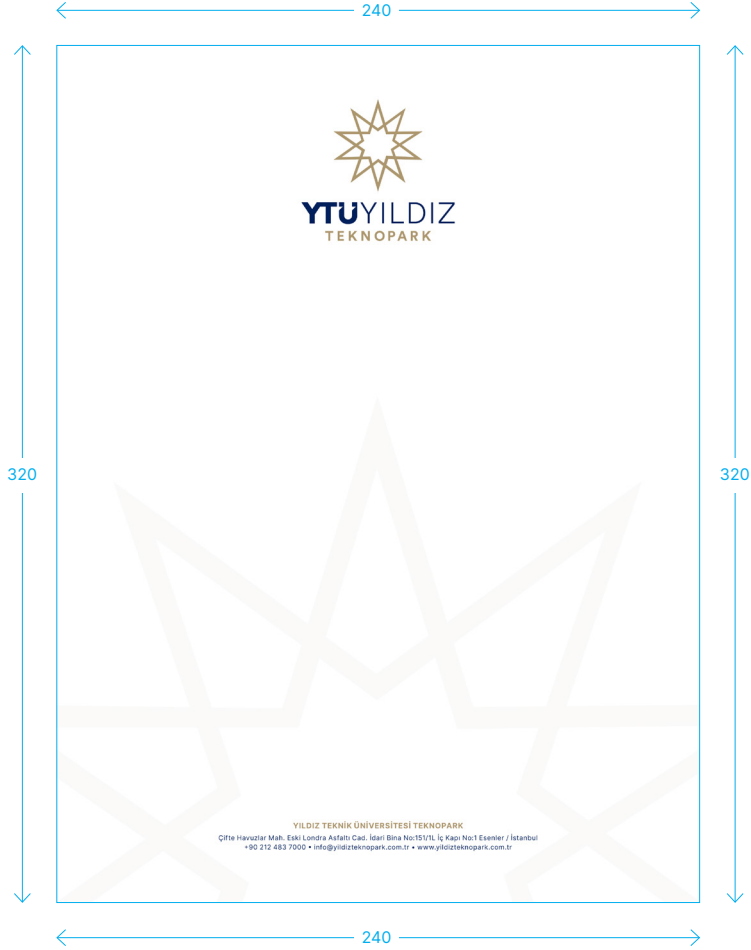 240
YTÜYILDIZ
TEKNOPARK
320
320
YILDIZ TEKNİK ÜNİVERSİTESİ TEKNOPARK
Çifte Havuzlar Mah. Eski Londra Asfaltı Cad. İdari Bina No:151/1L İç Kapı No:1 Esenler / İstanbul
+90 212 483 7000 • info@yildizteknopark.com.tr • www.yildizteknopark.com.tr
240